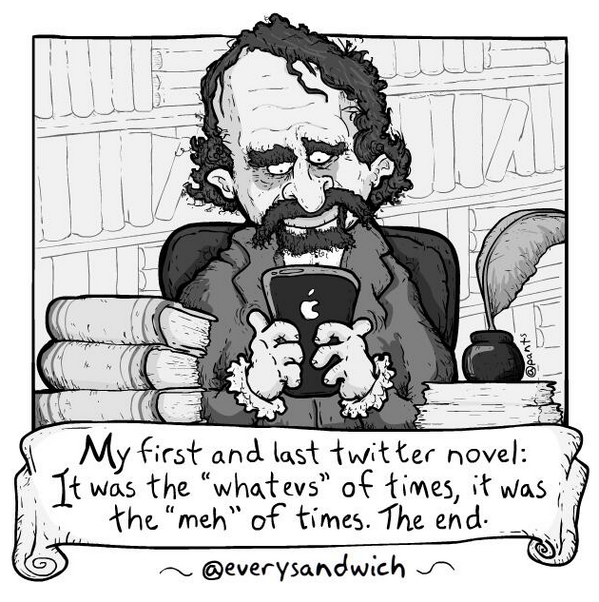 @pants
My first and last twitter novel:
It was the "whatevs" of times, it was
the "meh" of times. The end.
~ @everysandwich ~